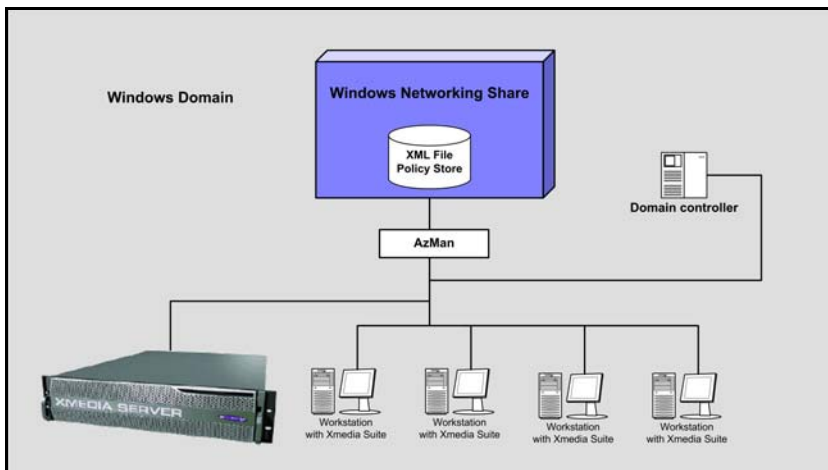 Windows Domain
Windows Networking Share
XML File
Policy Store
Domain controller
AzMan
XMEDIA SERVER
Workstation
with Xmedia Suite
Workstation
with Xmedia Suite
Workstation
with Xmedia Suite
Workstation
with Xmedia Suite